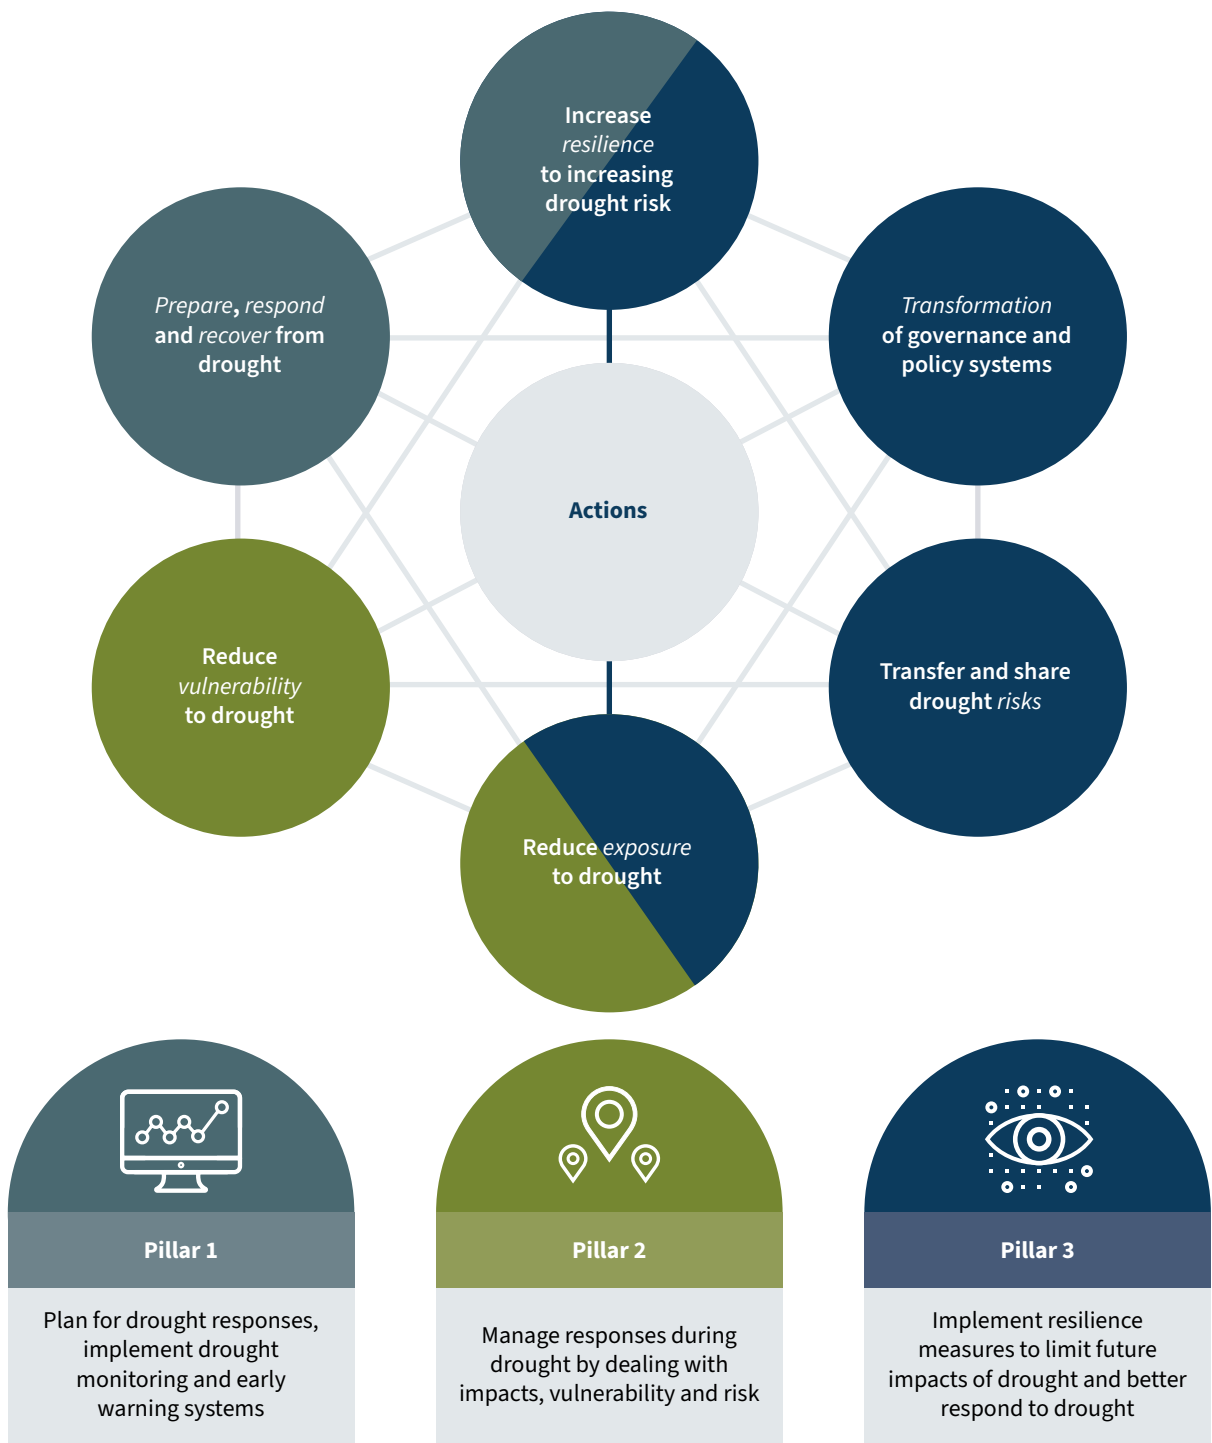 Increase
resilience
to increasing
drought risk
Prepare, respond
and recover from
drought
Transformation
of governance and
policy systems
Actions
Reduce
vulnerability
to drought
Transfer and share
drought risks
Reduce exposure
to drought
Pillar 1
Plan for drought responses,
implement drought
monitoring and early
warning systems
Pillar 2
Manage responses during
drought by dealing with
impacts, vulnerability and risk
Pillar 3
Implement resilience
measures to limit future
impacts of drought and better
respond to drought